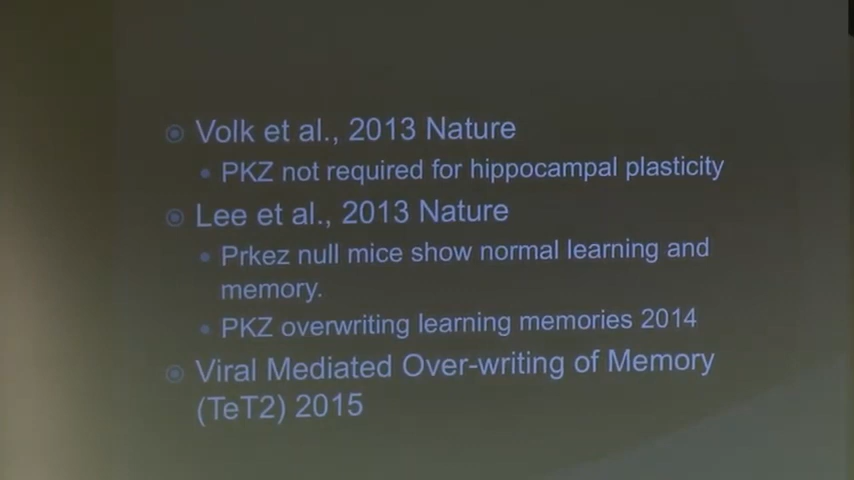 Volk et al., 2013 Nature
PKZ not required for hippocampal plasticity
Lee et al., 2013 Nature
Prkez null mice show normal learning and
memory.
PKZ overwriting learning memories 2014
Viral Mediated Over-writing of Memory
(TeT2) 2015